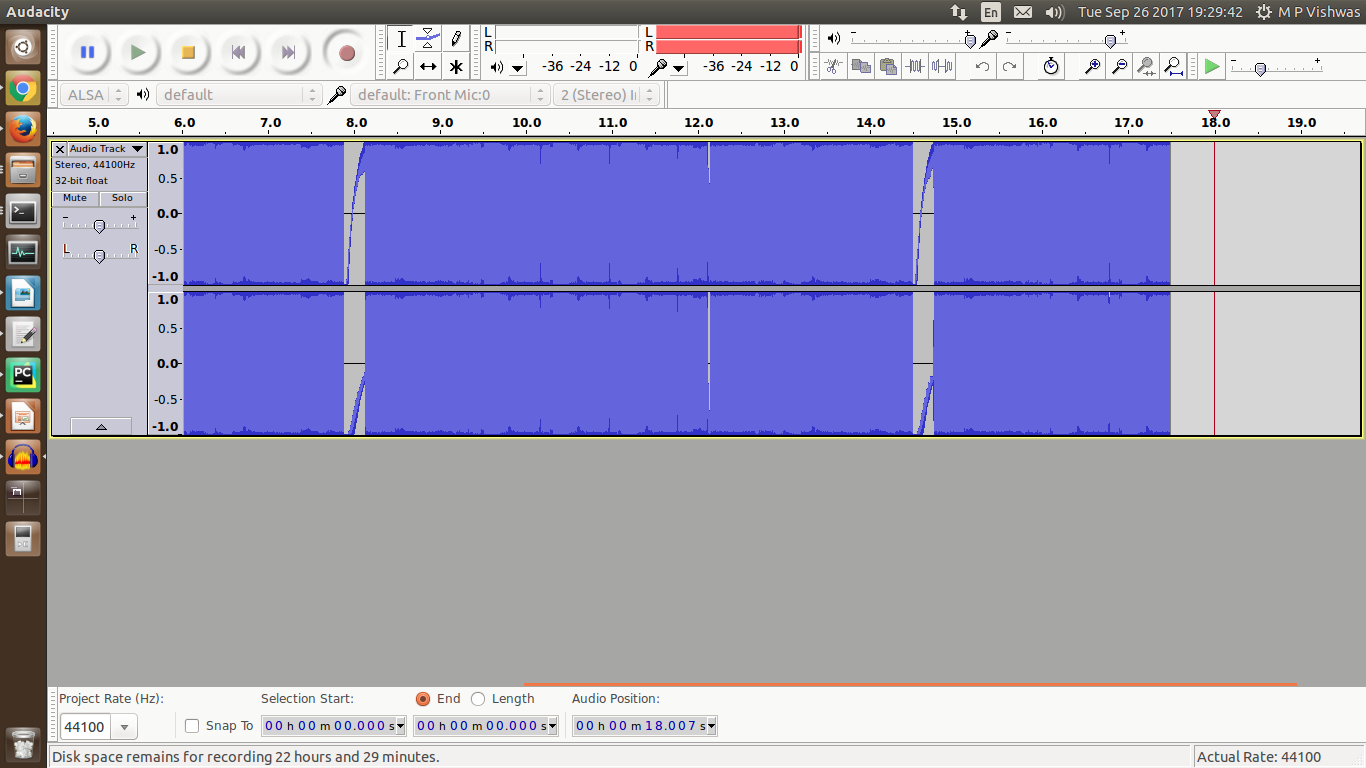 Audacity
En
Tue Sep 26 2017 19:29:42
M P Vishwas
L
R
-36 -24 -12 0
L
R
-36 -24 -12 0
ALSA
default
default: Front Mic:0
2 (Stereo) I
5.0 6.0 7.0 8.0 9.0 10.0 11.0 12.0 13.0 14.0 15.0 16.0 17.0 18.0 19.0
Audio Track
Stereo, 44100Hz
32-bit float
Mute Solo
- +
L R
1.0
0.5-
0.0-
-0.5-
-1.0
1.0
0.5-
0.0-
-0.5-
-1.0
PC
Project Rate (Hz):
Selection Start:
End
Length
Audio Position:
44100
Snap To
00 h 00 m 00.000 s
00 h 00 m 00.000 s
00 h 00 m 18.007 s
Disk space remains for recording 22 hours and 29 minutes.
Actual Rate: 44100